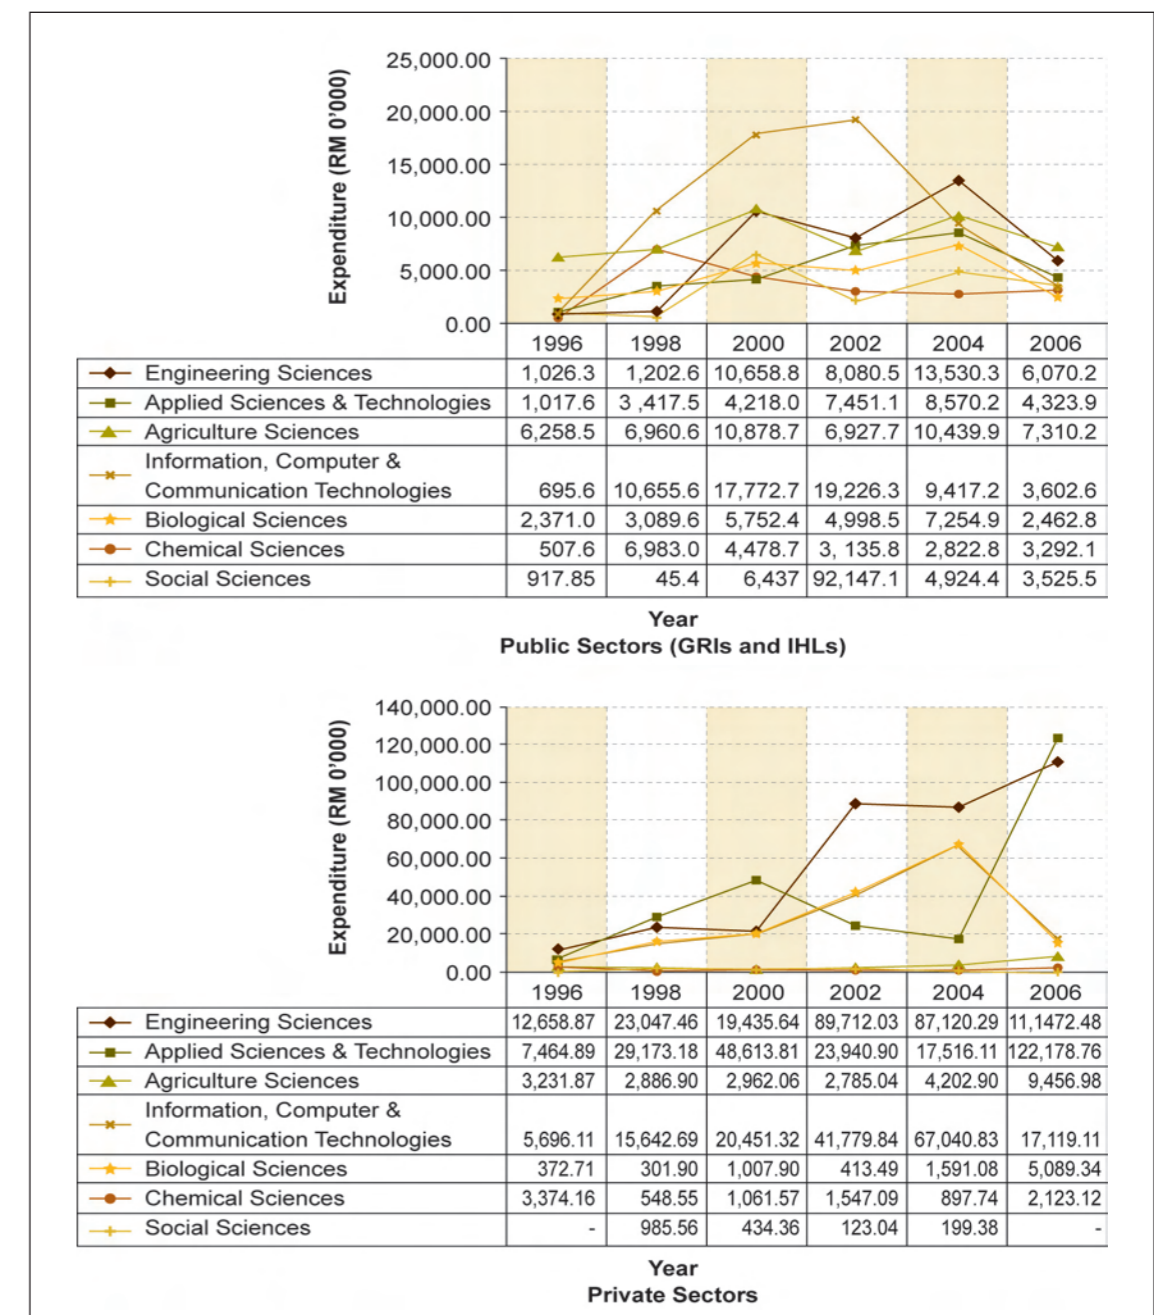 25,000.00
20,000.00
15,000.00
10,000.00
5,000.00
0.00
Expenditure (RM 0'000)
1996 1998 2000 2002 2004 2006
Engineering Sciences 1,026.3 1,202.6 10,658.8 8,080.5 13,530.3 6,070.2
Applied Sciences & Technologies 1,017.6 3 ,417.5 4,218.0 7,451.1 8,570.2 4,323.9
Agriculture Sciences 6,258.5 6,960.6 10,878.7 6,927.7 10,439.9 7,310.2
Information, Computer &
Communication Technologies 695.6 10,655.6 17,772.7 19,226.3 9,417.2 3,602.6
Biological Sciences 2,371.0 3,089.6 5,752.4 4,998.5 7,254.9 2,462.8
Chemical Sciences 507.6 6,983.0 4,478.7 3, 135.8 2,822.8 3,292.1
Social Sciences 917.85 45.4 6,437 92,147.1 4,924.4 3,525.5
Year
Public Sectors (GRIs and IHLs)
140,000.00
120,000.00
100,000.00
80,000.00
60,000.00
40,000.00
20,000.00
0.00
Expenditure (RM 0'000)
1996 1998 2000 2002 2004 2006
Engineering Sciences 12,658.87 23,047.46 19,435.64 89,712.03 87,120.29 11,1472.48
Applied Sciences & Technologies 7,464.89 29,173.18 48,613.81 23,940.90 17,516.11 122,178.76
Agriculture Sciences 3,231.87 2,886.90 2,962.06 2,785.04 4,202.90 9,456.98
Information, Computer &
Communication Technologies 5,696.11 15,642.69 20,451.32 41,779.84 67,040.83 17,119.11
Biological Sciences 372.71 301.90 1,007.90 413.49 1,591.08 5,089.34
Chemical Sciences 3,374.16 548.55 1,061.57 1,547.09 897.74 2,123.12
Social Sciences - 985.56 434.36 123.04 199.38 -
Year
Private Sectors